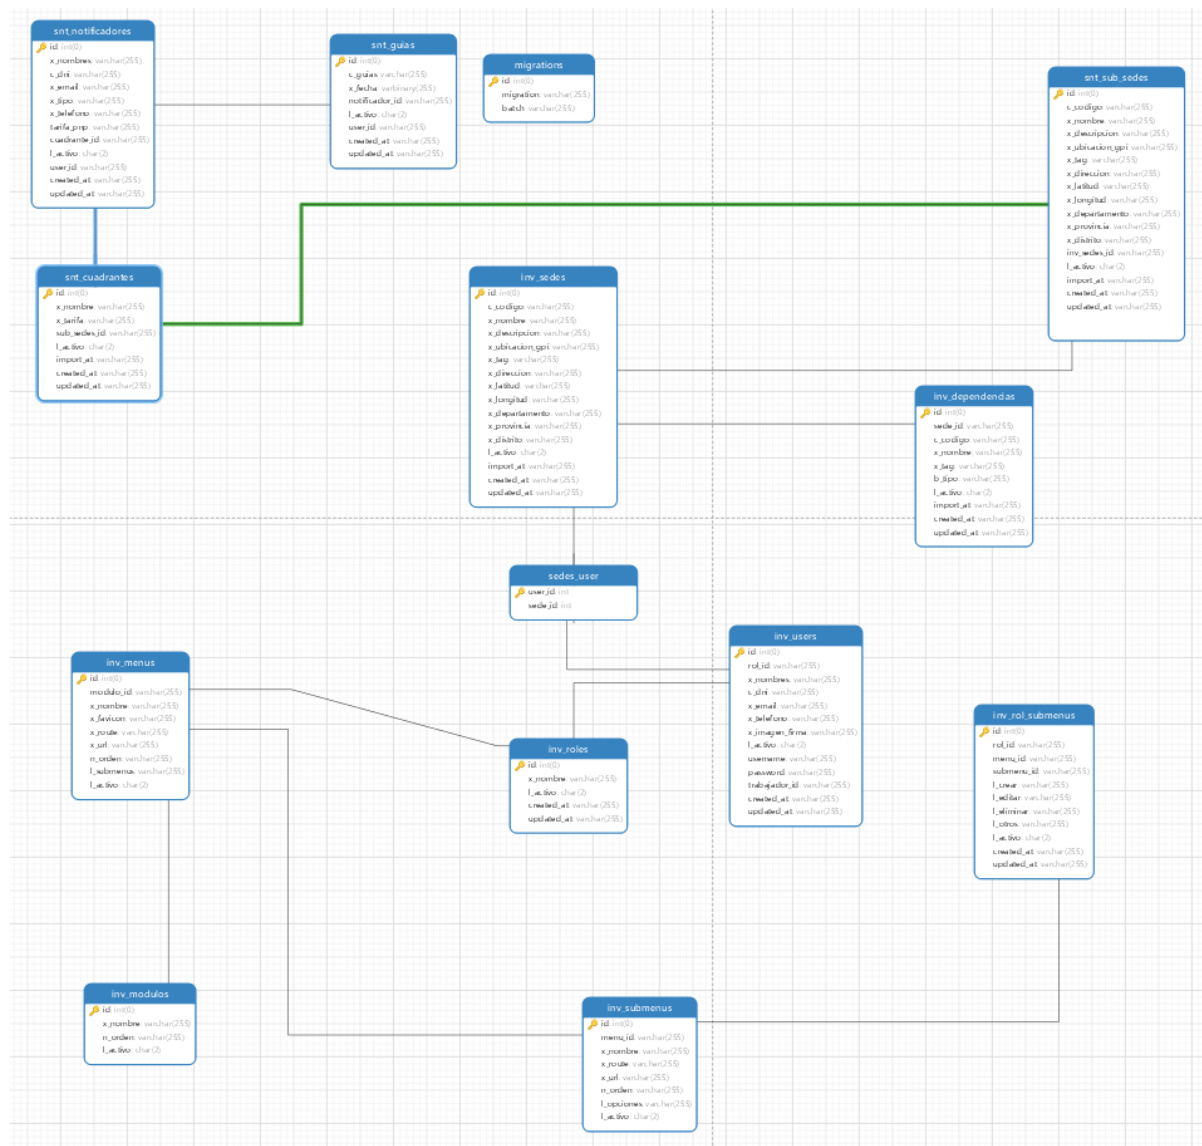 snt_notificadores
id: int(0)
x_nombres: varchar(255)
c_dni: varchar(255)
x_email: varchar(255)
x_tipo: varchar(255)
x_telefono: varchar(255)
tarifa_pnp: varchar(255)
cuadrante_id: varchar(255)
l_activo: char(2)
user_id: varchar(255)
created_at: varchar(255)
updated_at: varchar(255)
snt_guias
id: int(0)
c_guias: varchar(255)
x_fecha: varbinary(255)
notificador_id: varchar(255)
l_activo: char(2)
user_id: varchar(255)
created_at: varchar(255)
updated_at: varchar(255)
migrations
id: int(0)
migration: varchar(255)
batch: varchar(255)
snt_sub_sedes
id: int(0)
c_codigo: varchar(255)
x_nombre: varchar(255)
x_descripcion: varchar(255)
x_ubicacion_gpi: varchar(255)
x_tag: varchar(255)
x_direccion: varchar(255)
x_latitud: varchar(255)
x_longitud: varchar(255)
x_departamento: varchar(255)
x_provincia: varchar(255)
x_distrito: varchar(255)
inv_sedes_id: varchar(255)
l_activo: char(2)
import_at: varchar(255)
created_at: varchar(255)
updated_at: varchar(255)
snt_cuadrantes
id: int(0)
x_nombre: varchar(255)
x_tarifa: varchar(255)
sub_sedes_id: varchar(255)
l_activo: char(2)
import_at: varchar(255)
created_at: varchar(255)
updated_at: varchar(255)
inv_sedes
id: int(0)
c_codigo: varchar(255)
x_nombre: varchar(255)
x_descripcion: varchar(255)
x_ubicacion_gpi: varchar(255)
x_tag: varchar(255)
x_direccion: varchar(255)
x_latitud: varchar(255)
x_longitud: varchar(255)
x_departamento: varchar(255)
x_provincia: varchar(255)
x_distrito: varchar(255)
l_activo: char(2)
import_at: varchar(255)
created_at: varchar(255)
updated_at: varchar(255)
inv_dependencias
id: int(0)
sede_id: varchar(255)
c_codigo: varchar(255)
x_nombre: varchar(255)
x_tag: varchar(255)
b_tipo: varchar(255)
l_activo: char(2)
import_at: varchar(255)
created_at: varchar(255)
updated_at: varchar(255)
sedes_user
user_id: int
sede_id: int
inv_users
id: int(0)
rol_id: varchar(255)
x_nombres: varchar(255)
c_dni: varchar(255)
x_email: varchar(255)
x_telefono: varchar(255)
x_imagen_firma: varchar(255)
l_activo: char(2)
username: varchar(255)
password: varchar(255)
trabajador_id: varchar(255)
created_at: varchar(255)
updated_at: varchar(255)
inv_menus
id: int(0)
modulo_id: varchar(255)
x_nombre: varchar(255)
x_favicon: varchar(255)
x_route: varchar(255)
x_url: varchar(255)
n_orden: varchar(255)
l_submenus: varchar(255)
l_activo: char(2)
inv_roles
id: int(0)
x_nombre: varchar(255)
l_activo: char(2)
created_at: varchar(255)
updated_at: varchar(255)
inv_rol_submenus
id: int(0)
rol_id: varchar(255)
menu_id: varchar(255)
submenu_id: varchar(255)
l_crear: varchar(255)
l_editar: varchar(255)
l_eliminar: varchar(255)
l_otros: varchar(255)
l_activo: char(2)
created_at: varchar(255)
updated_at: varchar(255)
inv_modulos
id: int(0)
x_nombre: varchar(255)
n_orden: varchar(255)
l_activo: char(2)
inv_submenus
id: int(0)
menu_id: varchar(255)
x_nombre: varchar(255)
x_route: varchar(255)
x_url: varchar(255)
n_orden: varchar(255)
l_opciones: varchar(255)
l_activo: char(2)